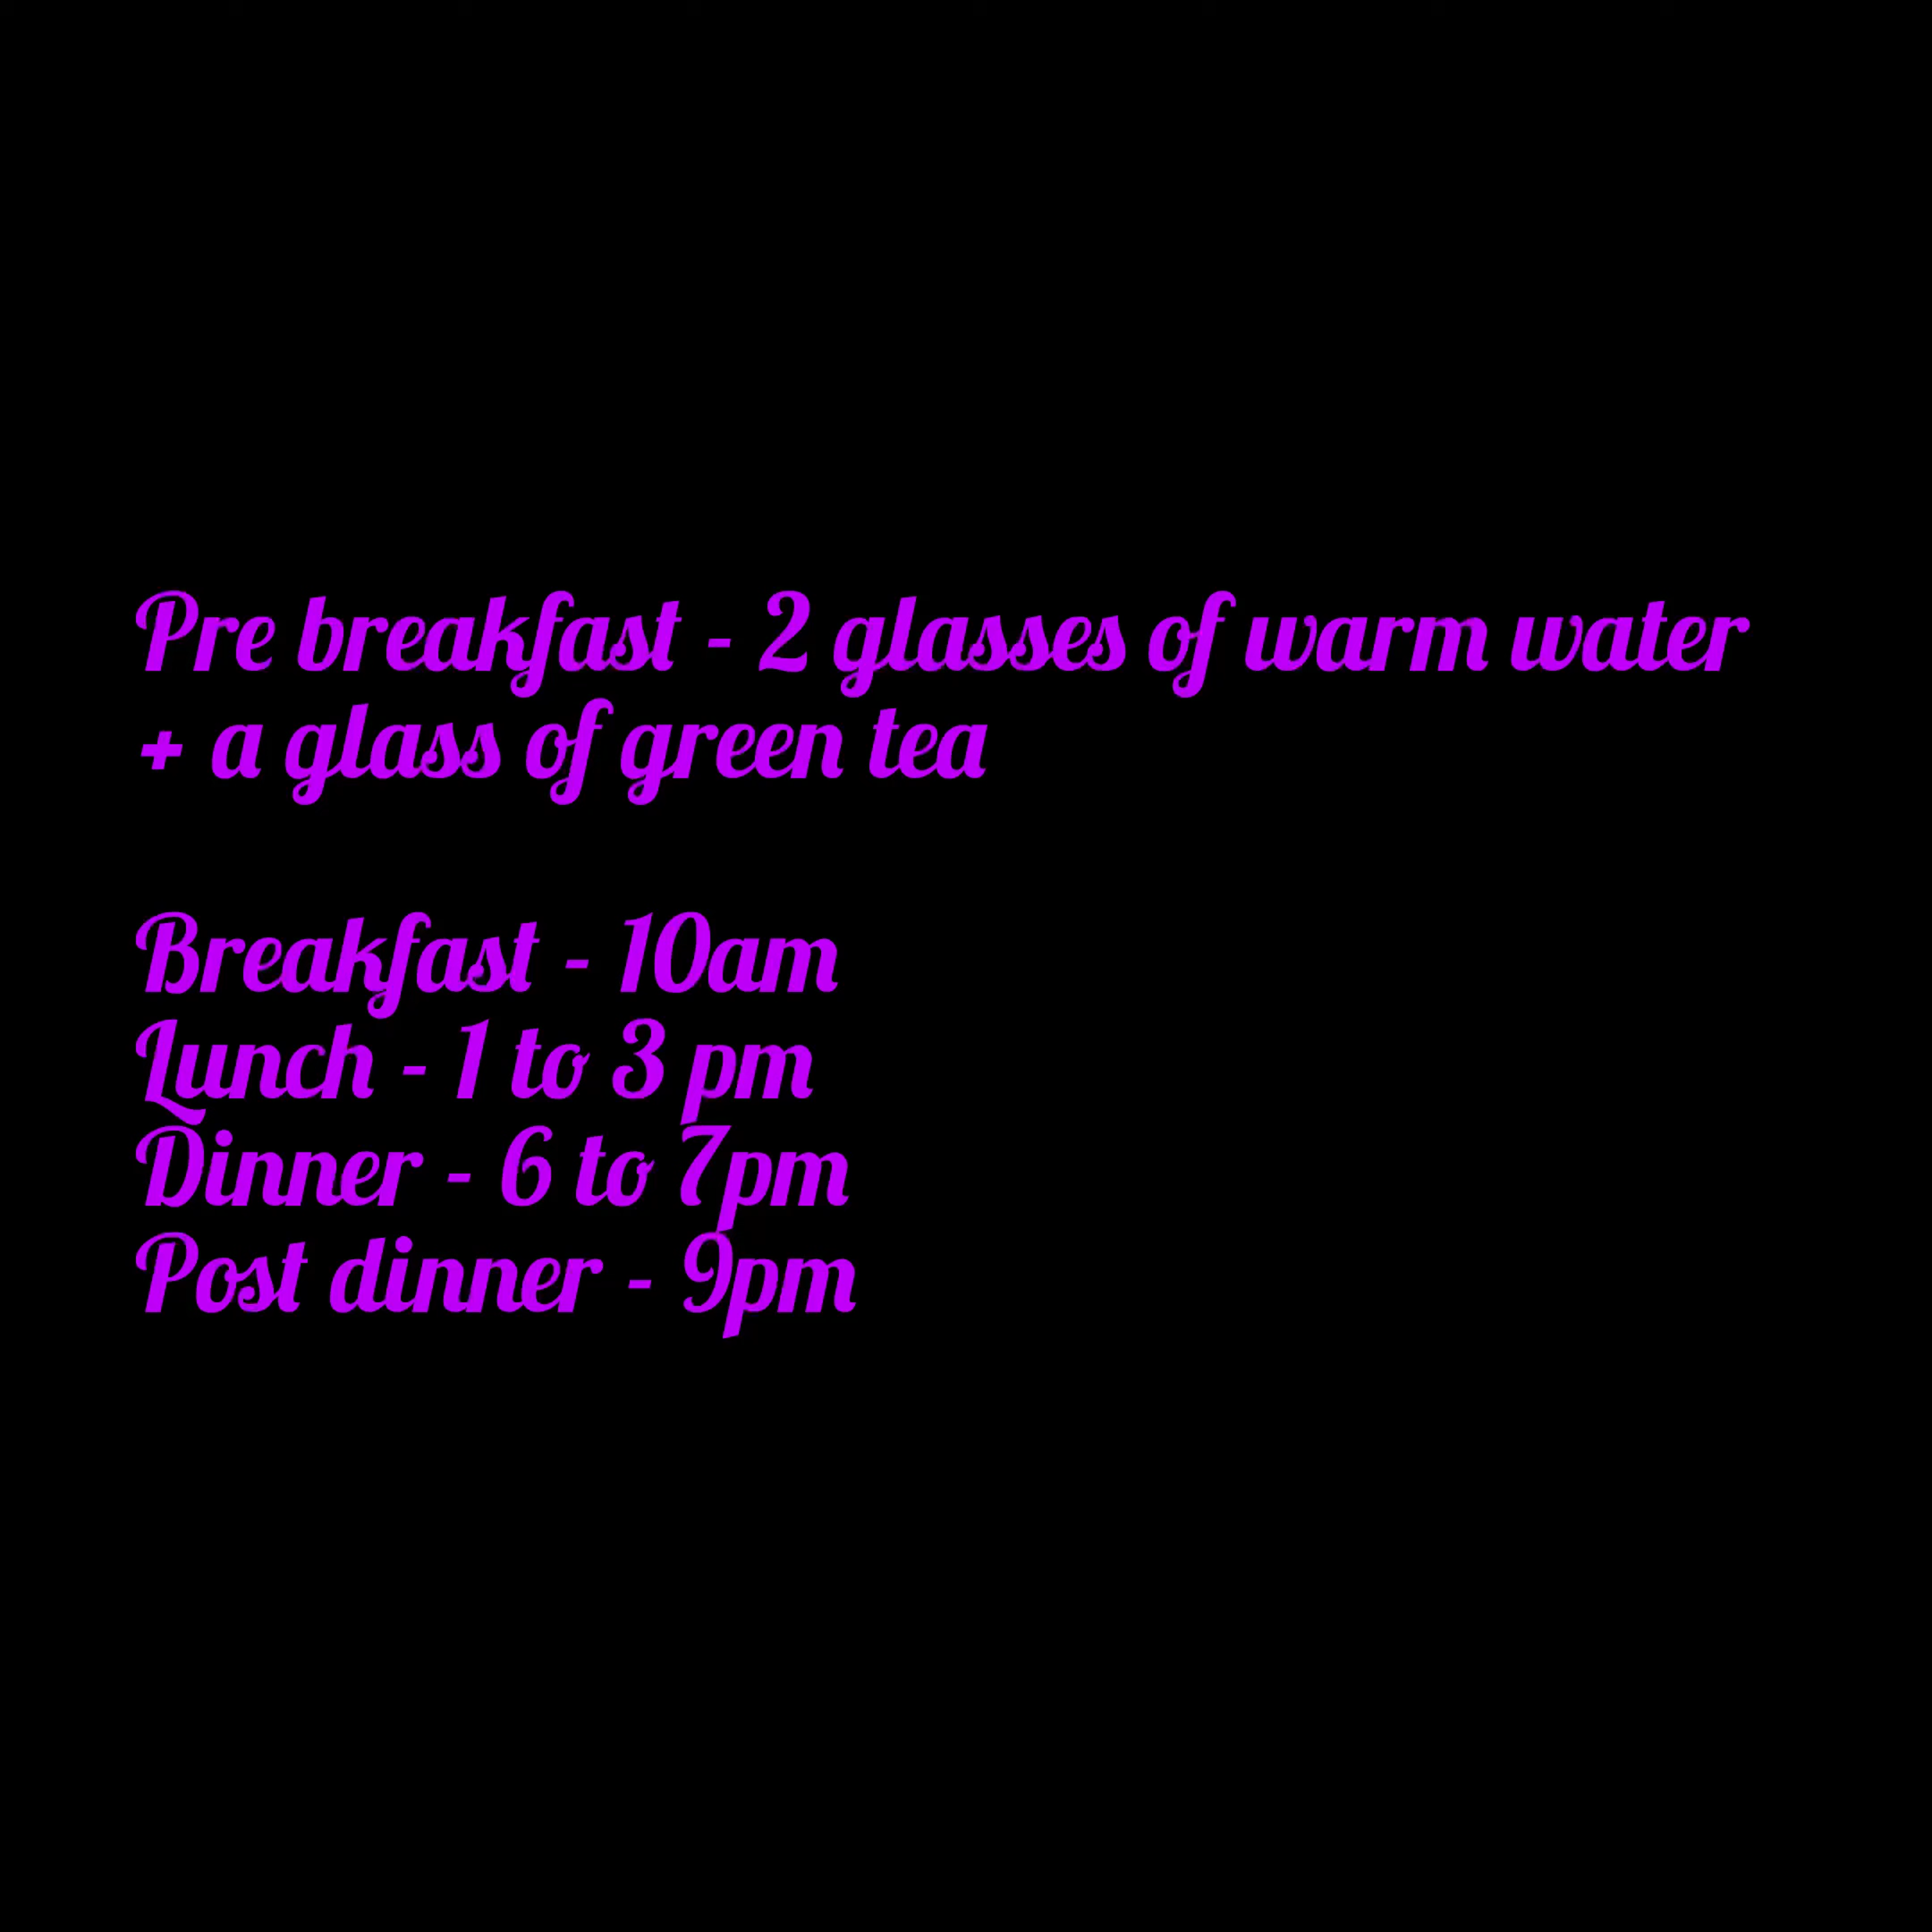 Pre breakfast - 2 glasses of warm water
+ a glass of green tea
Breakfast - 10am
Lunch - 1 to 3 pm
Dinner - 6 to 7pm
Post dinner - 9pm